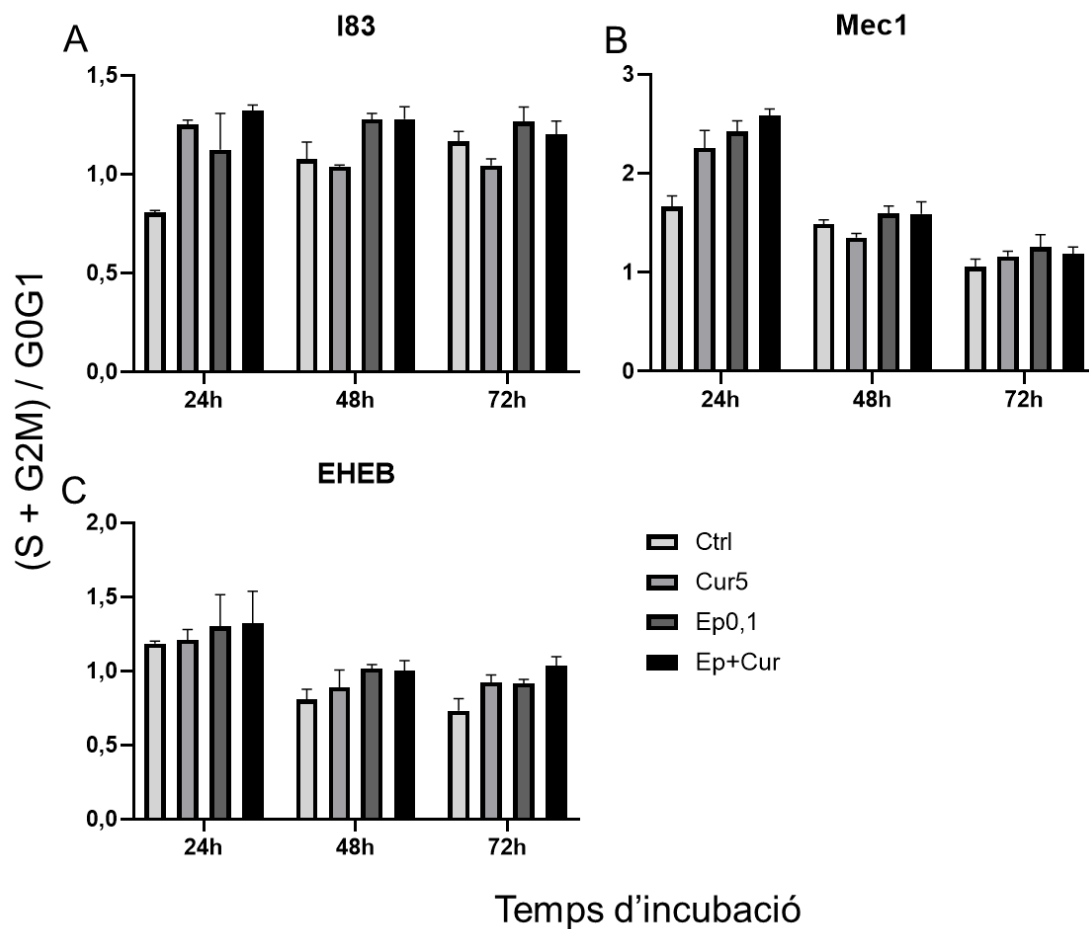 A
I83
1,5
1,0
0,5
0,0
24h
48h
72h
B
Mec1
3
2
1
0
24h
48h
72h
(S + G2M) / G0G1
C
EHEB
2,0
1,5
1,0
0,5
0,0
24h
48h
72h
Ctrl
Cur5
Ep0,1
Ep+Cur
Temps d’incubació